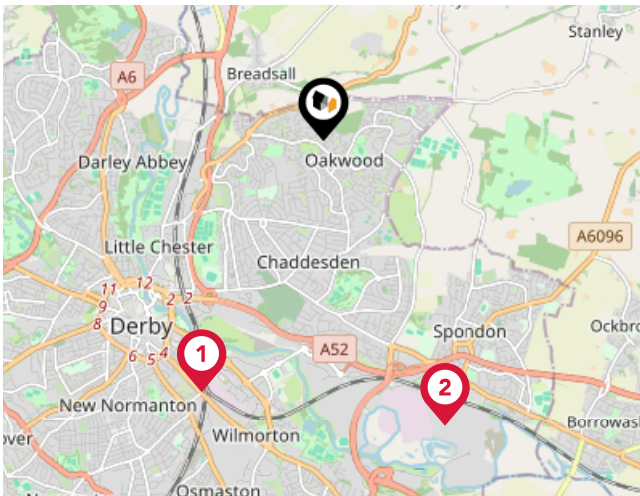 Stanley
Breadsall
A6
Darley Abbey
Oakwood
A6096
Little Chester
Chaddesden
11
12
9
2
2
8
Derby
Spondon
Ockbro
1
A52
6
5
4
2
New Normanton
Borrowas
over
Wilmorton
Osmaston